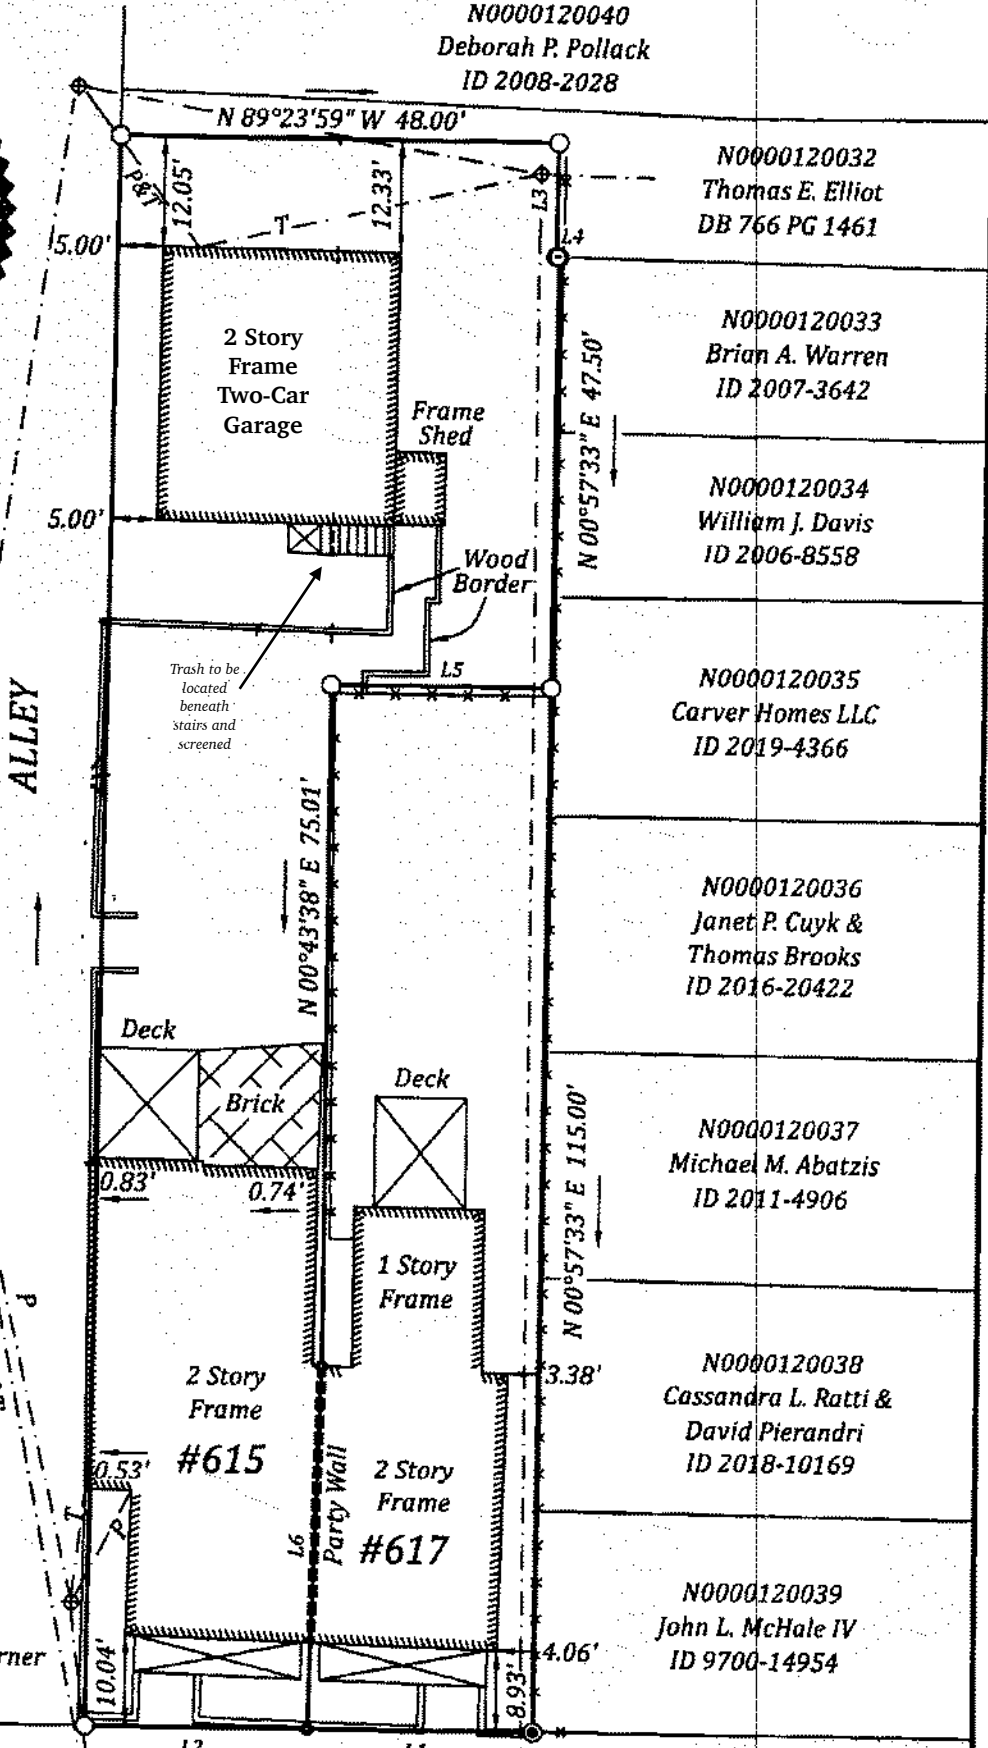 N0000120040
Deborah P. Pollack
ID 2008-2028
N 89°23'59" W 48.00'
N0000120032
Thomas E. Elliot
DB 766 PG 1461
12.05'
12.33'
L3
T
L4
5.00'
2 Story
Frame
Two-Car
Garage
N0000120033
Brian A. Warren
ID 2007-3642
N 00°57'33" E 47.50'
Frame
Shed
N0000120034
William J. Davis
ID 2006-8558
5.00'
Wood
Border
Trash to be
located
beneath
stairs and
screened
L5
N0000120035
Carver Homes LLC
ID 2019-4366
ALLEY
N 00°43'38" E 75.01'
N0000120036
Janet P. Cuyk &
Thomas Brooks
ID 2016-20422
Deck
Brick
Deck
N 00°57'33" E 115.00'
N0000120037
Michael M. Abatzis
ID 2011-4906
0.83'
0.74'
1 Story
Frame
P
3.38'
N0000120038
Cassandra L. Ratti &
David Pierandri
ID 2018-10169
2 Story
Frame
#615
0.53'
2 Story
Frame
#617
Party Wall
L6
T
P
N0000120039
John L. McHale IV
ID 9700-14954
4.06'
10.04'
8.93'
rner
L2
L1